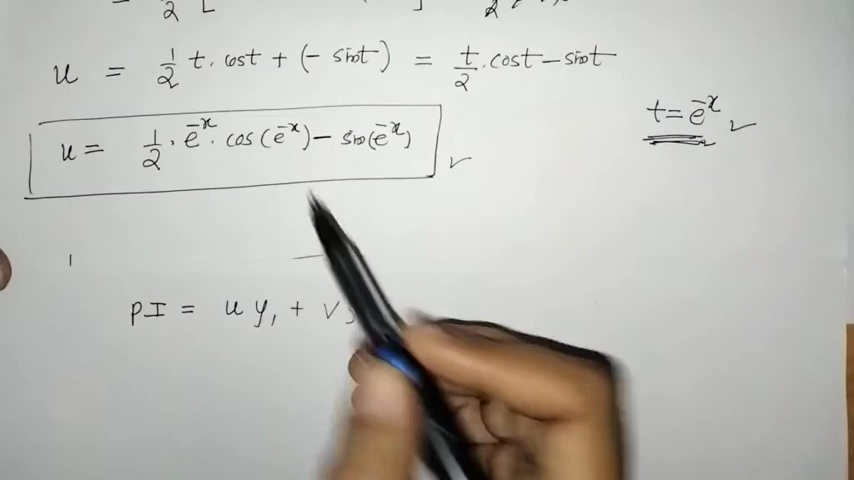 u = 1/2 t. cost + (- sint) = t/2 . cost - sint
t = e^-x
u = 1/2 . e^-x . cos(e^-x) - sin(e^-x)
PI = u y₁ + v